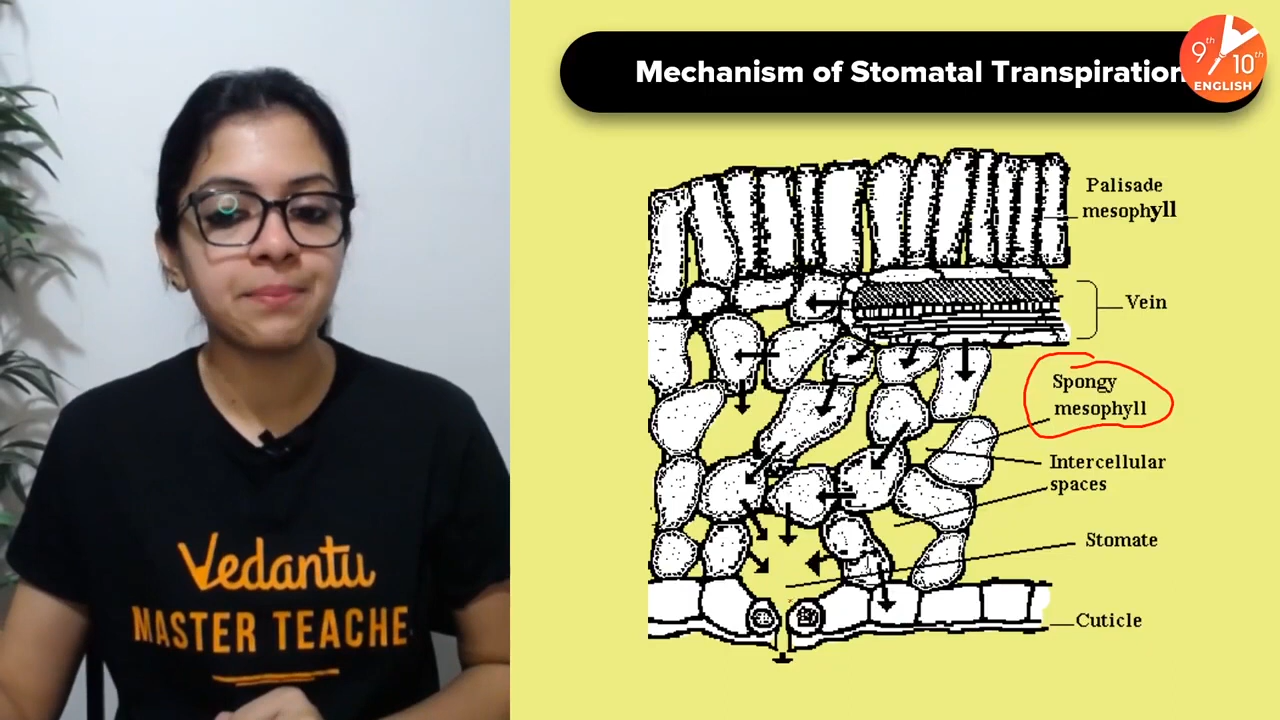 Mechanism of Stomatal Transpiration
9th
10th
ENGLISH
Palisade
mesophyll
Vein
Spongy
mesophyll
Intercellular
spaces
Stomate
Cuticle
Vedantu
MASTER TEACHE